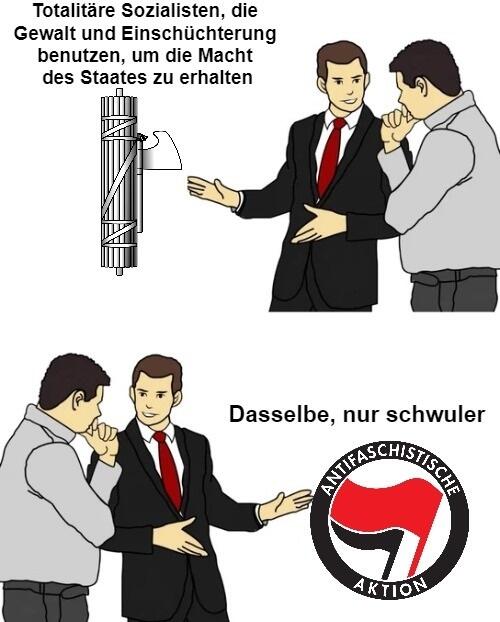 Totalitäre Sozialisten, die
Gewalt und Einschüchterung
benutzen, um die Macht
des Staates zu erhalten
Dasselbe, nur schwuler
ANTIFASCHISTISCHE
AKTION